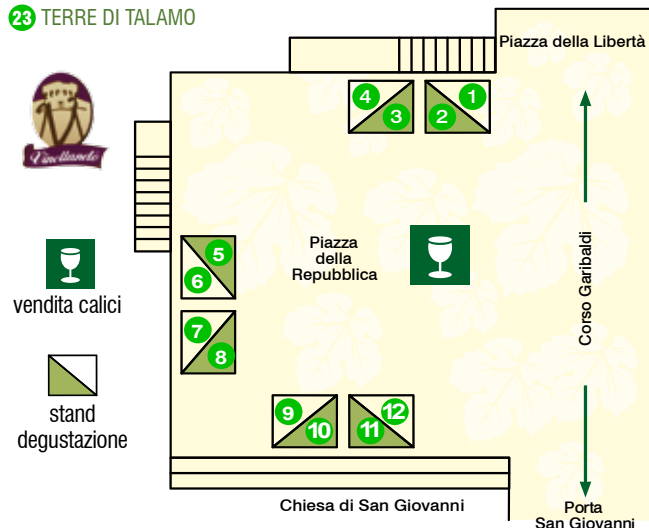 23 TERRE DI TALAMO
Piazza della Libertà
4
3
2
1
Vinellando
5
6
Piazza
della
Repubblica
Corso Garibaldi
vendita calici
7
8
stand
degustazione
9
10
11
12
Chiesa di San Giovanni
Porta
San Giovanni